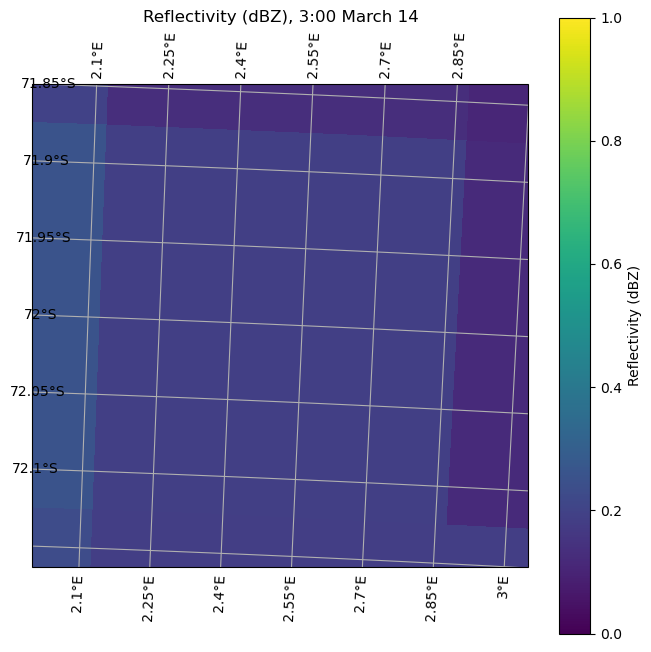 Reflectivity (dBZ), 3:00 March 14
2.1°E 2.25°E 2.4°E 2.55°E 2.7°E 2.85°E
71.85°S
71.9°S
71.95°S
72°S
72.05°S
72.1°S
2.1°E 2.25°E 2.4°E 2.55°E 2.7°E 2.85°E 3°E
1.0
0.8
0.6
0.4
0.2
0.0
Reflectivity (dBZ)